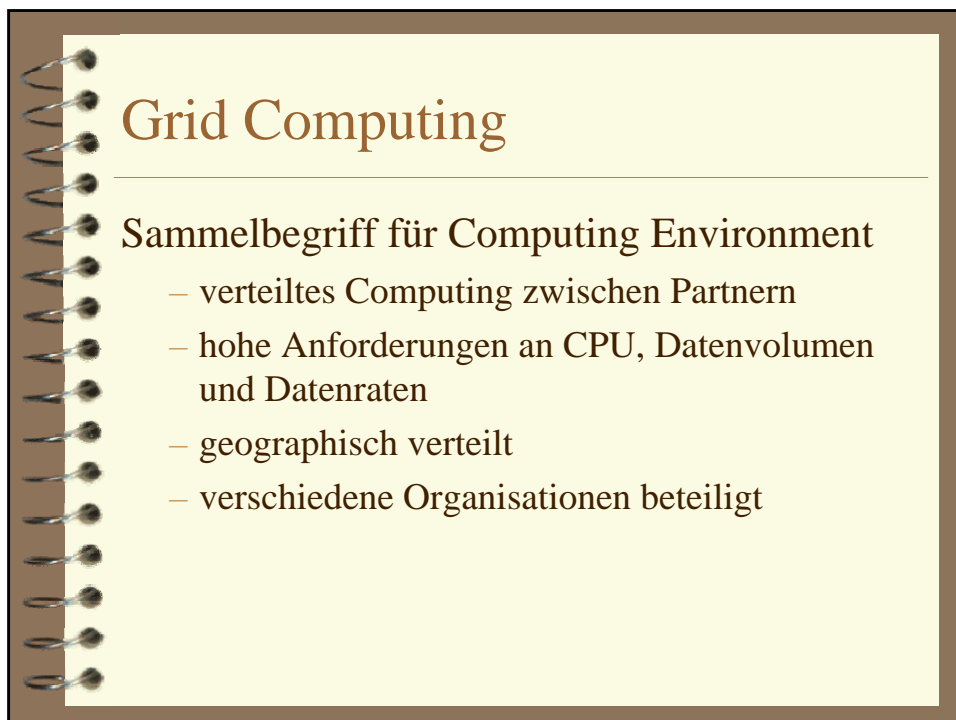 Grid Computing
Sammelbegriff für Computing Environment
– verteiltes Computing zwischen Partnern
– hohe Anforderungen an CPU, Datenvolumen
und Datenraten
– geographisch verteilt
– verschiedene Organisationen beteiligt